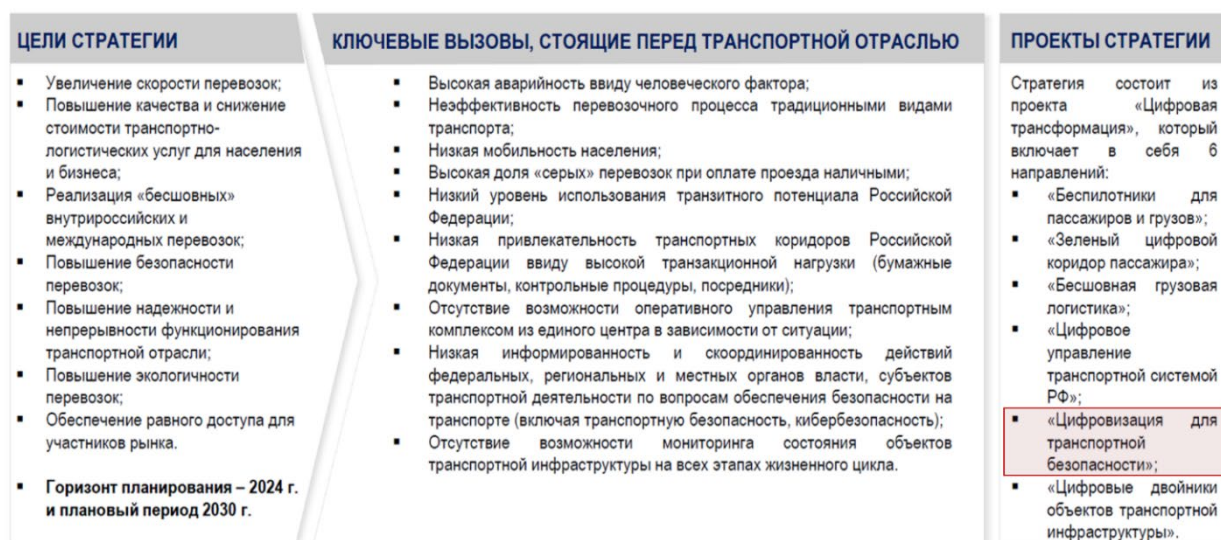 ЦЕЛИ СТРАТЕГИИ
▪ Увеличение скорости перевозок;
▪ Повышение качества и снижение
стоимости транспортно-
логистических услуг для населения
и бизнеса;
▪ Реализация «бесшовных»
внутрироссийских и
международных перевозок;
▪ Повышение безопасности
перевозок;
▪ Повышение надежности и
непрерывности функционирования
транспортной отрасли;
▪ Повышение экологичности
перевозок;
▪ Обеспечение равного доступа для
участников рынка.
▪ Горизонт планирования – 2024 г.
и плановый период 2030 г.
КЛЮЧЕВЫЕ ВЫЗОВЫ, СТОЯЩИЕ ПЕРЕД ТРАНСПОРТНОЙ ОТРАСЛЬЮ
▪ Высокая аварийность ввиду человеческого фактора;
▪ Неэффективность перевозочного процесса традиционными видами
транспорта;
▪ Низкая мобильность населения;
▪ Высокая доля «серых» перевозок при оплате проезда наличными;
▪ Низкий уровень использования транзитного потенциала Российской
Федерации;
▪ Низкая привлекательность транспортных коридоров Российской
Федерации ввиду высокой транзакционной нагрузки (бумажные
документы, контрольные процедуры, посредники);
▪ Отсутствие возможности оперативного управления транспортным
комплексом из единого центра в зависимости от ситуации;
▪ Низкая информированность и скоординированность действий
федеральных, региональных и местных органов власти, субъектов
транспортной деятельности по вопросам обеспечения безопасности на
транспорте (включая транспортную безопасность, кибербезопасность);
▪ Отсутствие возможности мониторинга состояния объектов
транспортной инфраструктуры на всех этапах жизненного цикла.
ПРОЕКТЫ СТРАТЕГИИ
Стратегия состоит из
проекта «Цифровая
трансформация», который
включает в себя 6
направлений:
▪ «Беспилотники для
пассажиров и грузов»;
▪ «Зеленый цифровой
коридор пассажира»;
▪ «Бесшовная грузовая
логистика»;
▪ «Цифровое
управление
транспортной системой
РФ»;
▪ «Цифровизация для
транспортной
безопасности»;
▪ «Цифровые двойники
объектов транспортной
инфраструктуры».